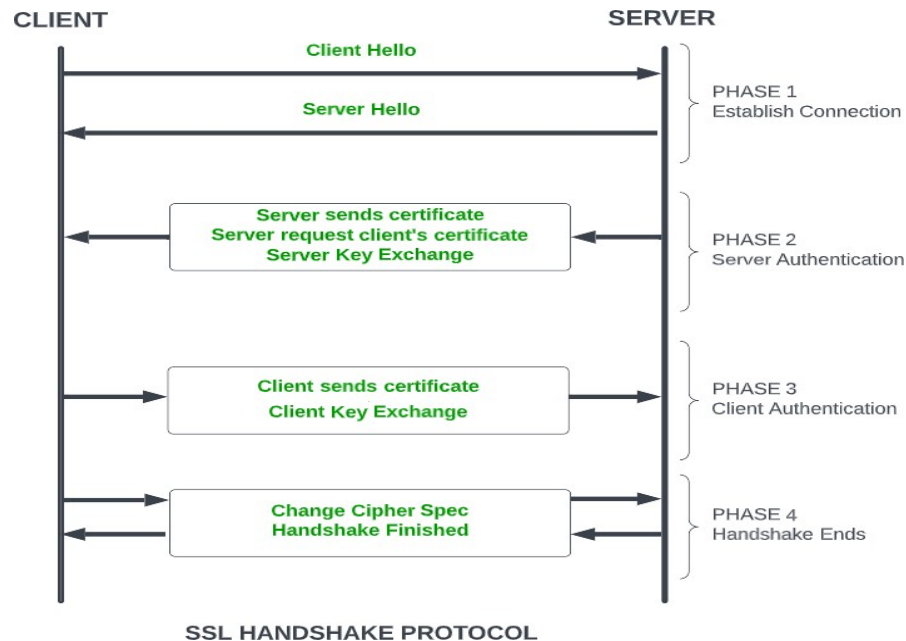 CLIENT
SERVER
Client Hello
Server Hello
PHASE 1
Establish Connection
Server sends certificate
Server request client's certificate
Server Key Exchange
PHASE 2
Server Authentication
Client sends certificate
Client Key Exchange
PHASE 3
Client Authentication
Change Cipher Spec
Handshake Finished
PHASE 4
Handshake Ends
SSL HANDSHAKE PROTOCOL